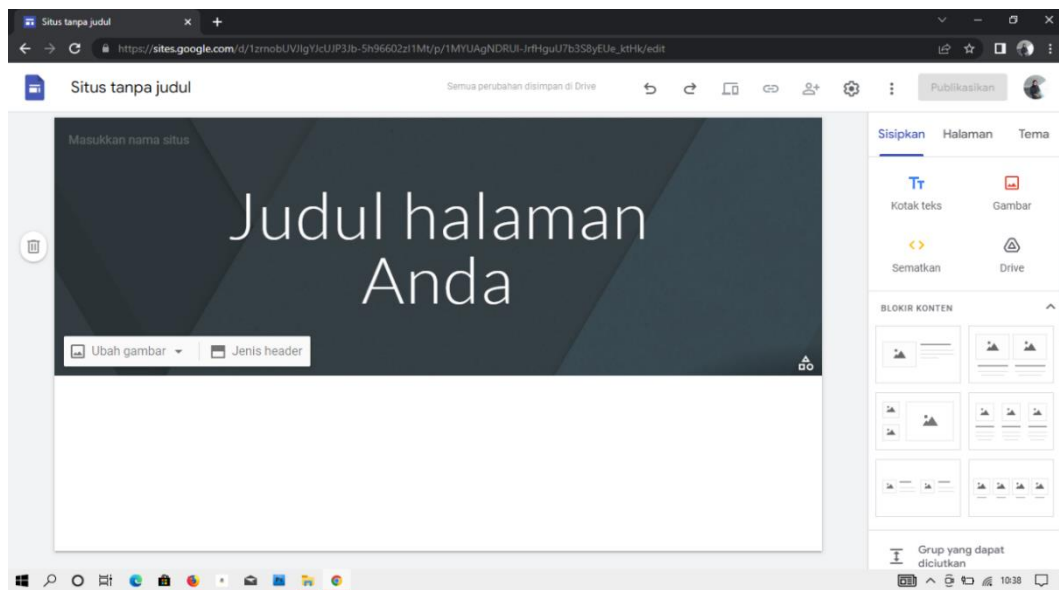 Situs tanpa judul
https://sites.google.com/d/1zrnobUVJIgYJcUJP3Jb-5h96602zI1Mt/p/1MYUAgNDRUI-JrfHguU7b3S8yEUe_ktHk/edit
Situs tanpa judul
Semua perubahan disimpan di Drive
Publikasikan
Masukkan nama situs
Judul halaman
Anda
Ubah gambar
Jenis header
Sisipkan Halaman Tema
Kotak teks Gambar
Sematkan Drive
BLOKIR KONTEN
Grup yang dapat
diciutkan
10:38